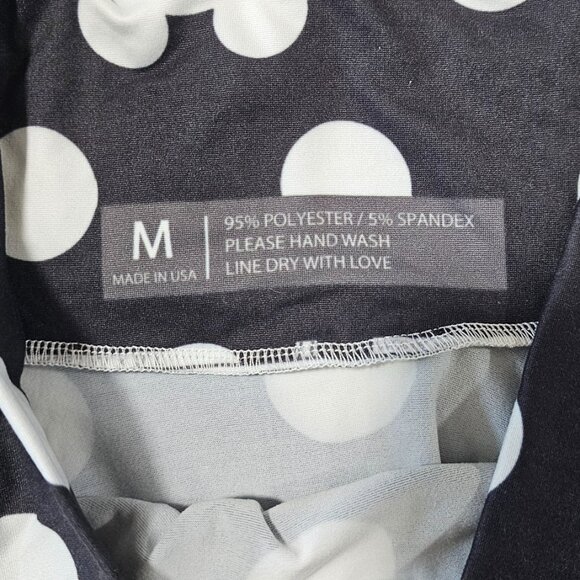 M
MADE IN USA
95% POLYESTER / 5% SPANDEX
PLEASE HAND WASH
LINE DRY WITH LOVE